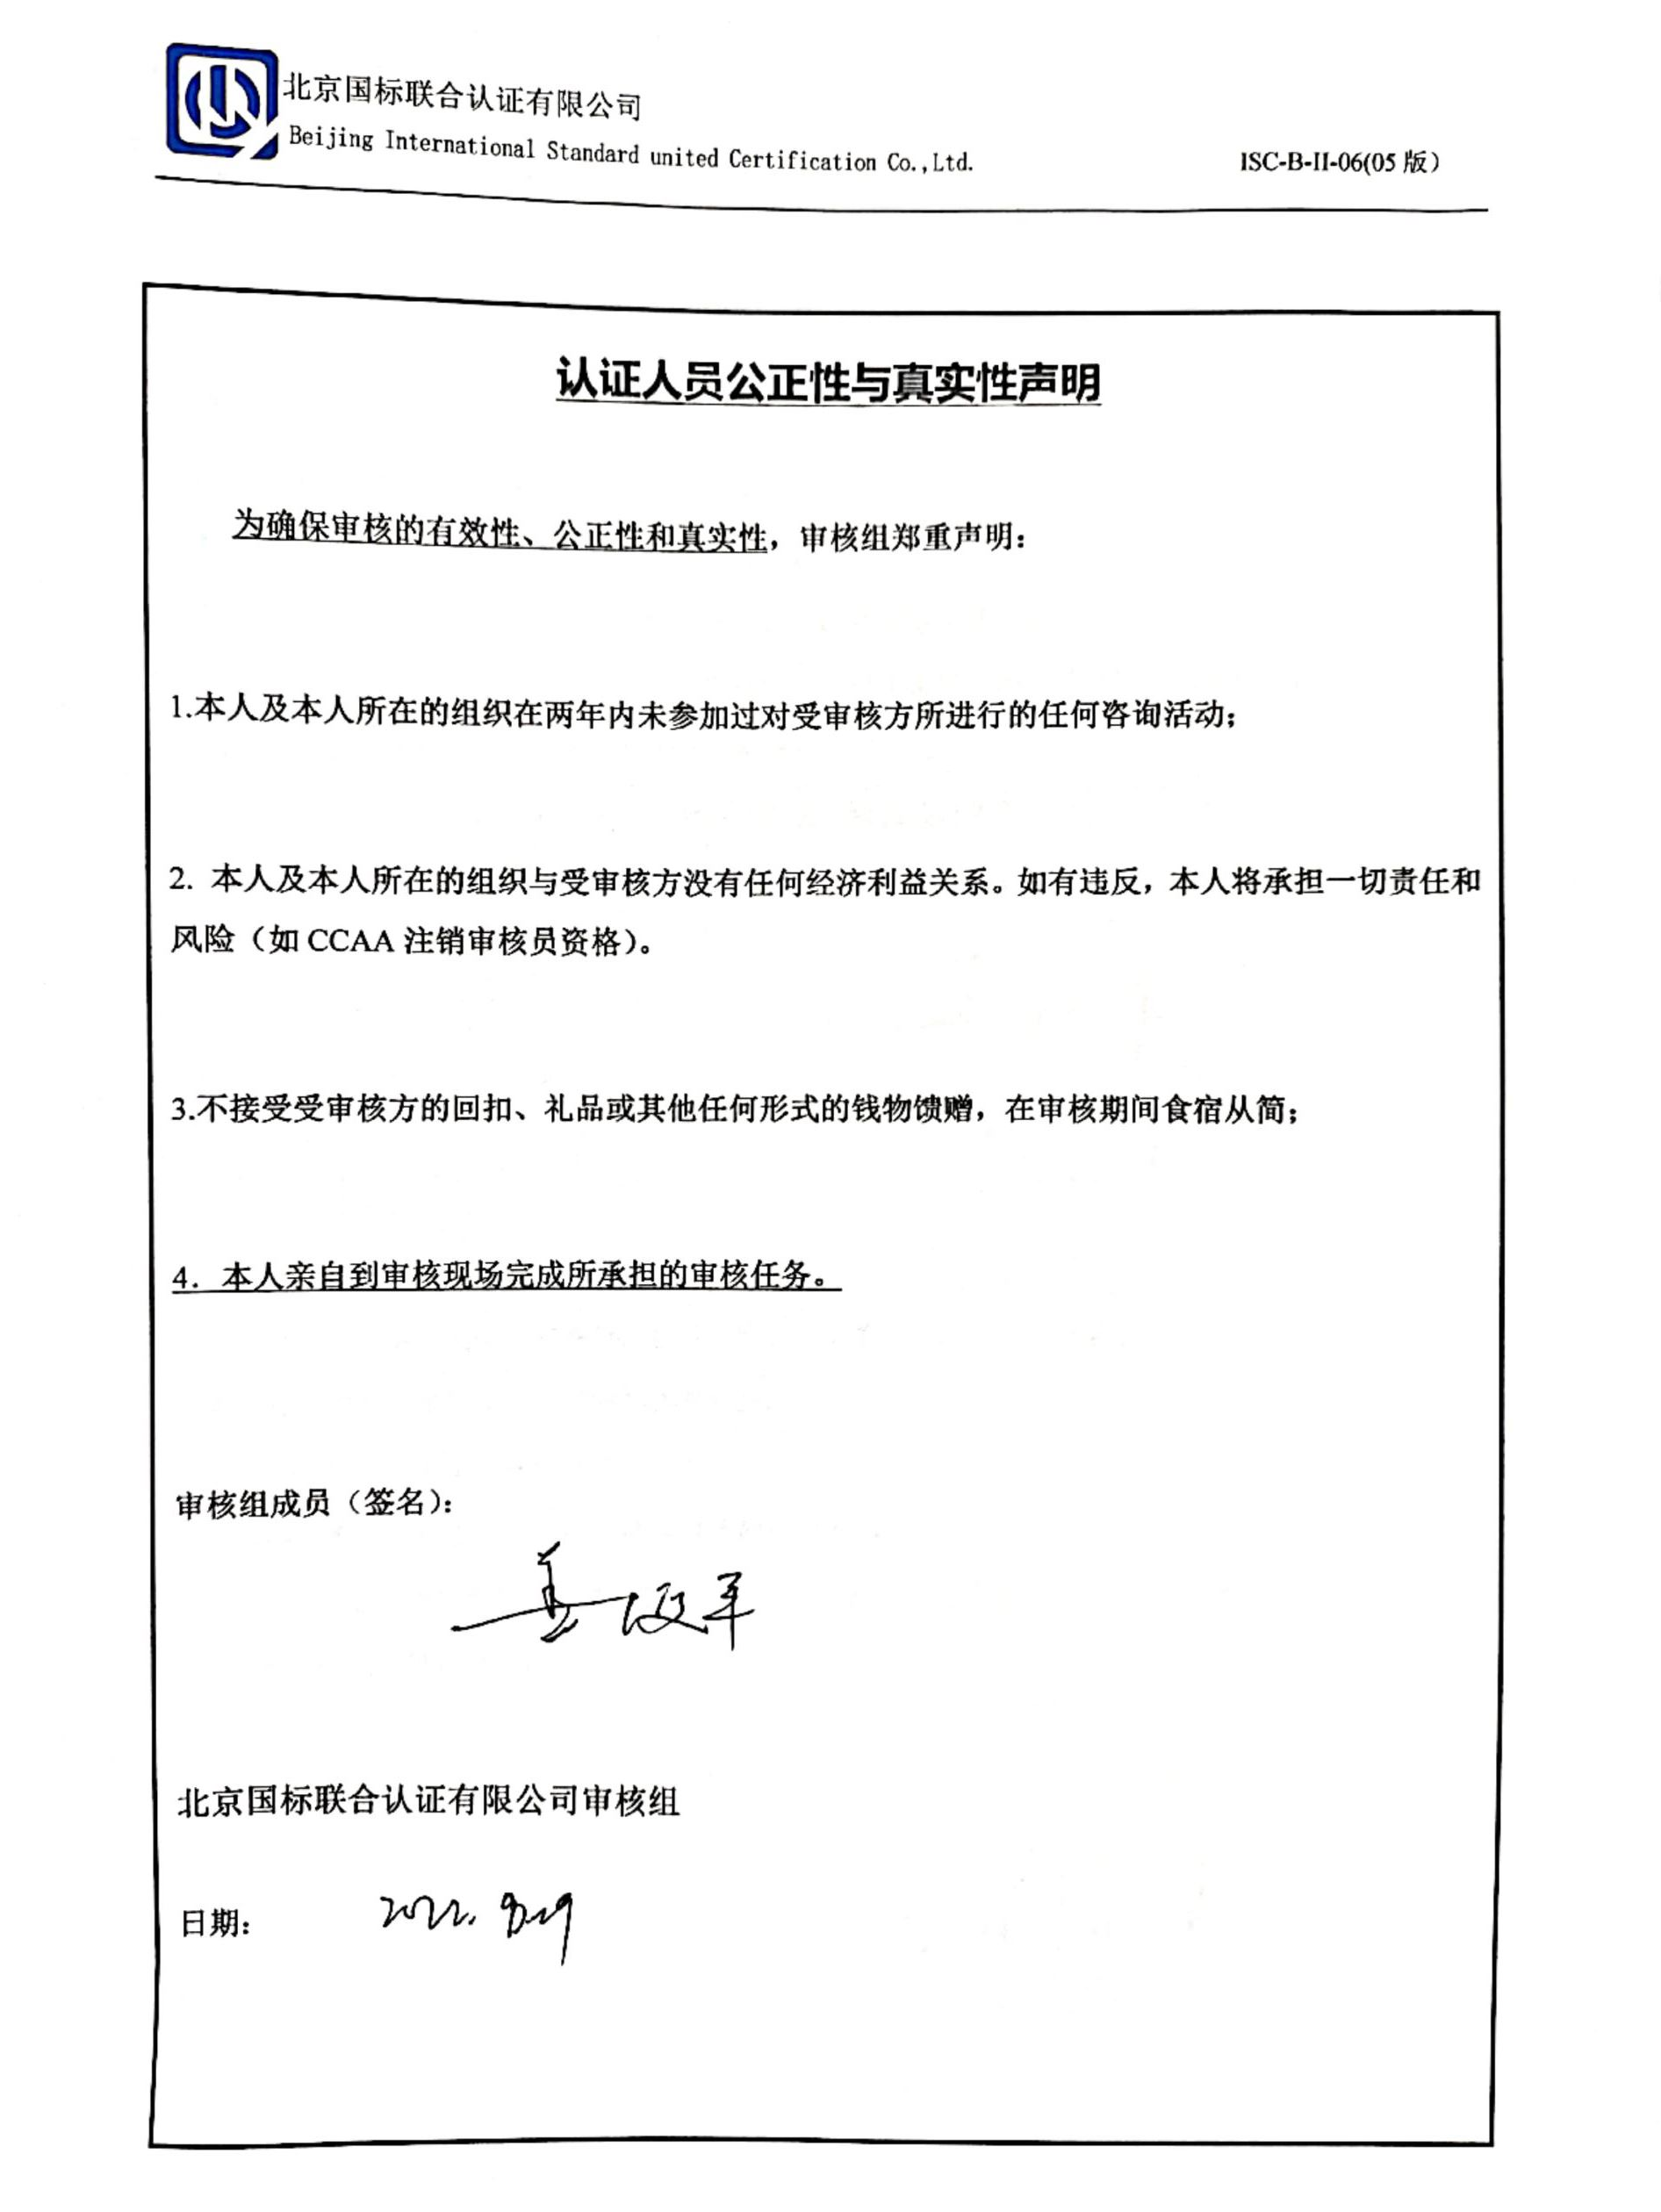 北京国标联合认证有限公司
Beijing International Standard united Certification Co.,Ltd.
ISC-B-II-06(05 版)
认证人员公正性与真实性声明
为确保审核的有效性、公正性和真实性，审核组郑重声明：
1.本人及本人所在的组织在两年内未参加过对受审核方所进行的任何咨询活动；
2. 本人及本人所在的组织与受审核方没有任何经济利益关系。如有违反，本人将承担一切责任和
风险（如 CCAA 注销审核员资格）。
3.不接受受审核方的回扣、礼品或其他任何形式的钱物馈赠，在审核期间食宿从简；
4. 本人亲自到审核现场完成所承担的审核任务。
审核组成员（签名）：
北京国标联合认证有限公司审核组
日期： 2022.